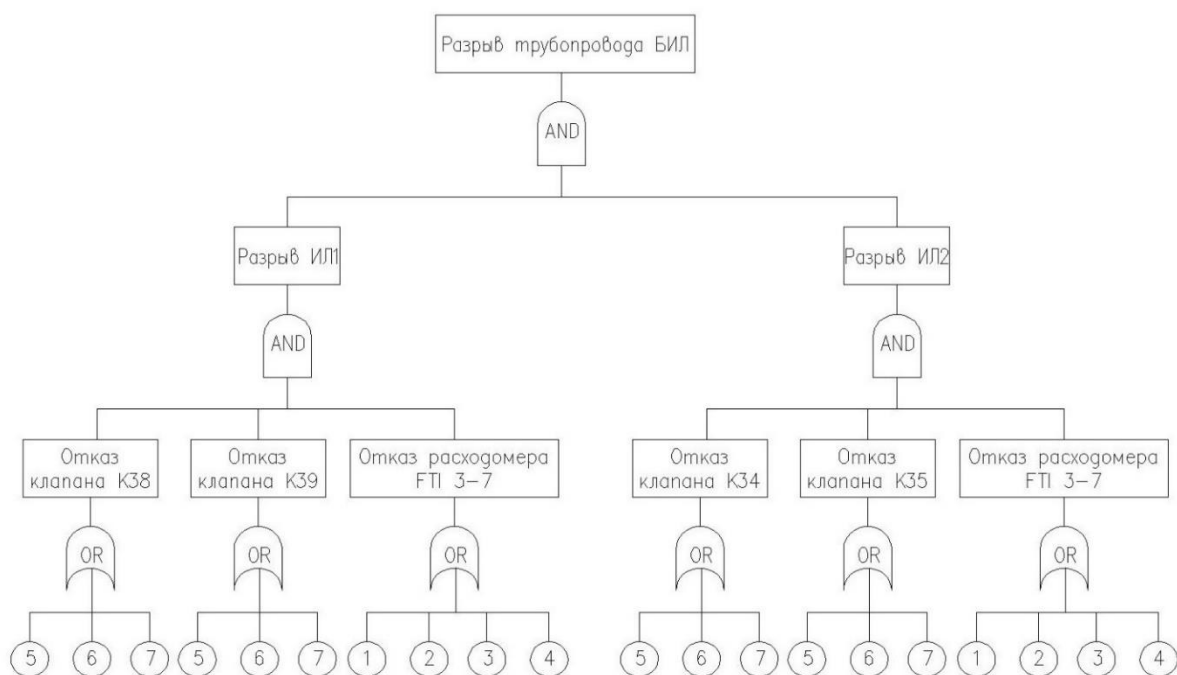 Разрыв трубопровода БИЛ
AND
Разрыв ИЛ1
Разрыв ИЛ2
AND
AND
Отказ
клапана К38
Отказ
клапана К39
Отказ расходомера
FTI 3-7
Отказ
клапана К34
Отказ
клапана К35
Отказ расходомера
FTI 3-7
OR
OR
OR
OR
OR
OR
5 6 7 5 6 7 1 2 3 4 5 6 7 5 6 7 1 2 3 4